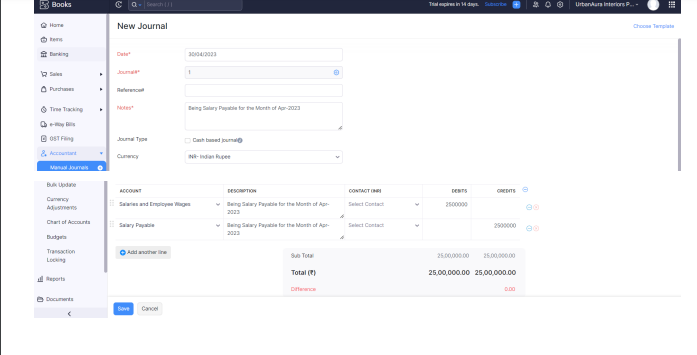 Books
Search ( / )
Trial expires in 14 days. Subscribe
UrbanAura Interiors P...
Home
Items
Banking
Sales
Purchases
Time Tracking
e-Way Bills
GST Filing
Accountant
Manual Journals
Bulk Update
Currency
Adjustments
Chart of Accounts
Budgets
Transaction
Locking
Reports
Documents
New Journal
Choose Template
Date*
30/04/2023
Journal#*
1
Reference#
Notes*
Being Salary Payable for the Month of Apr-2023
Journal Type
Cash based journal
Currency
INR- Indian Rupee
ACCOUNT DESCRIPTION CONTACT (INR) DEBITS CREDITS
Salaries and Employee Wages Being Salary Payable for the Month of Apr- Select Contact 2500000
2023
Salary Payable Being Salary Payable for the Month of Apr- Select Contact 2500000
2023
Add another line
Sub Total 25,00,000.00 25,00,000.00
Total (₹) 25,00,000.00 25,00,000.00
Difference 0.00
Save Cancel